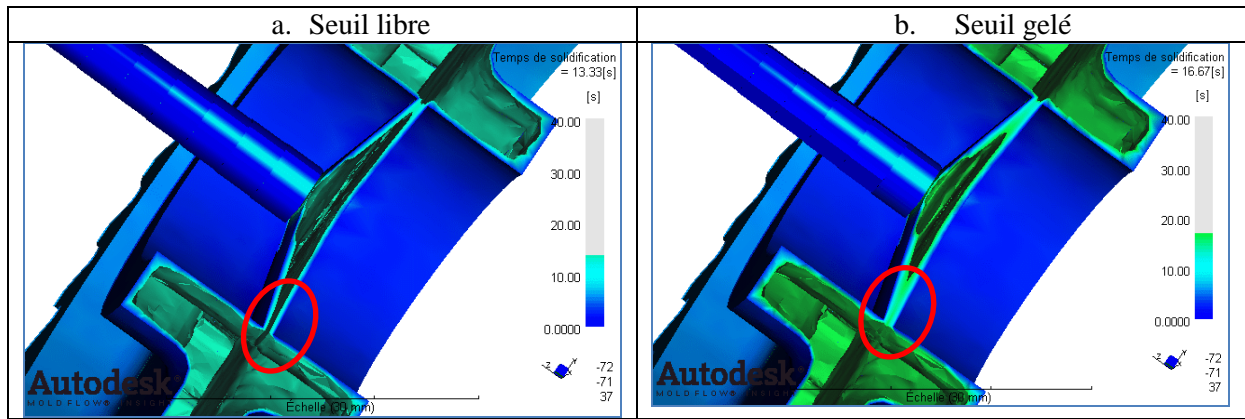 a. Seuil libre
b. Seuil gelé
Temps de solidification
= 13.33[s]
[s]
40.00
30.00
20.00
10.00
0.0000
Z Y
X
-72
-71
37
Autodesk
MOLDFLOW® INSIGHT
Échelle (30 mm)
Temps de solidification
= 16.67[s]
[s]
40.00
30.00
20.00
10.00
0.0000
Z Y
X
-72
-71
37
Autodesk
MOLDFLOW® INSIGHT
Échelle (30 mm)